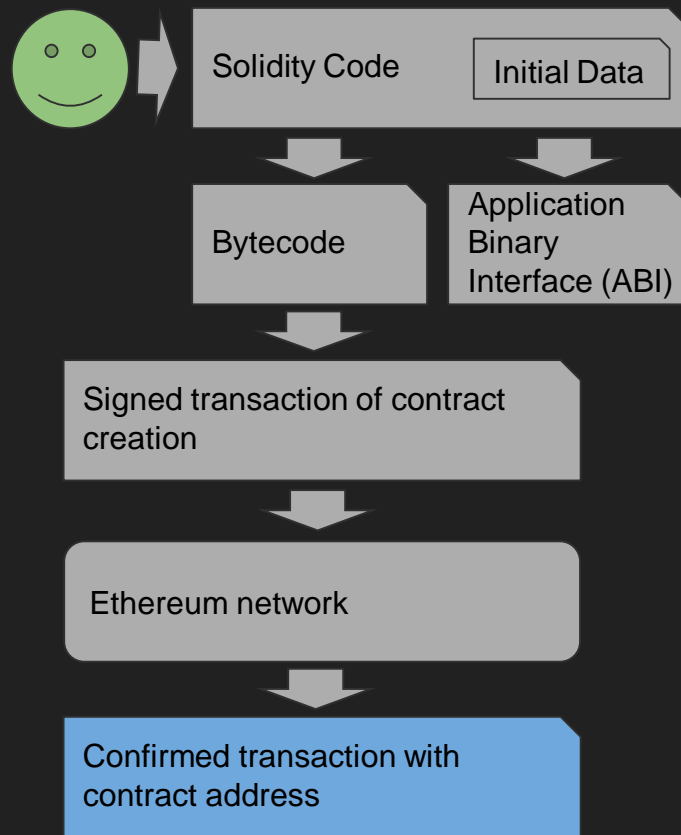 Solidity Code
Initial Data
Bytecode
Application
Binary
Interface (ABI)
Signed transaction of contract
creation
Ethereum network
Confirmed transaction with
contract address